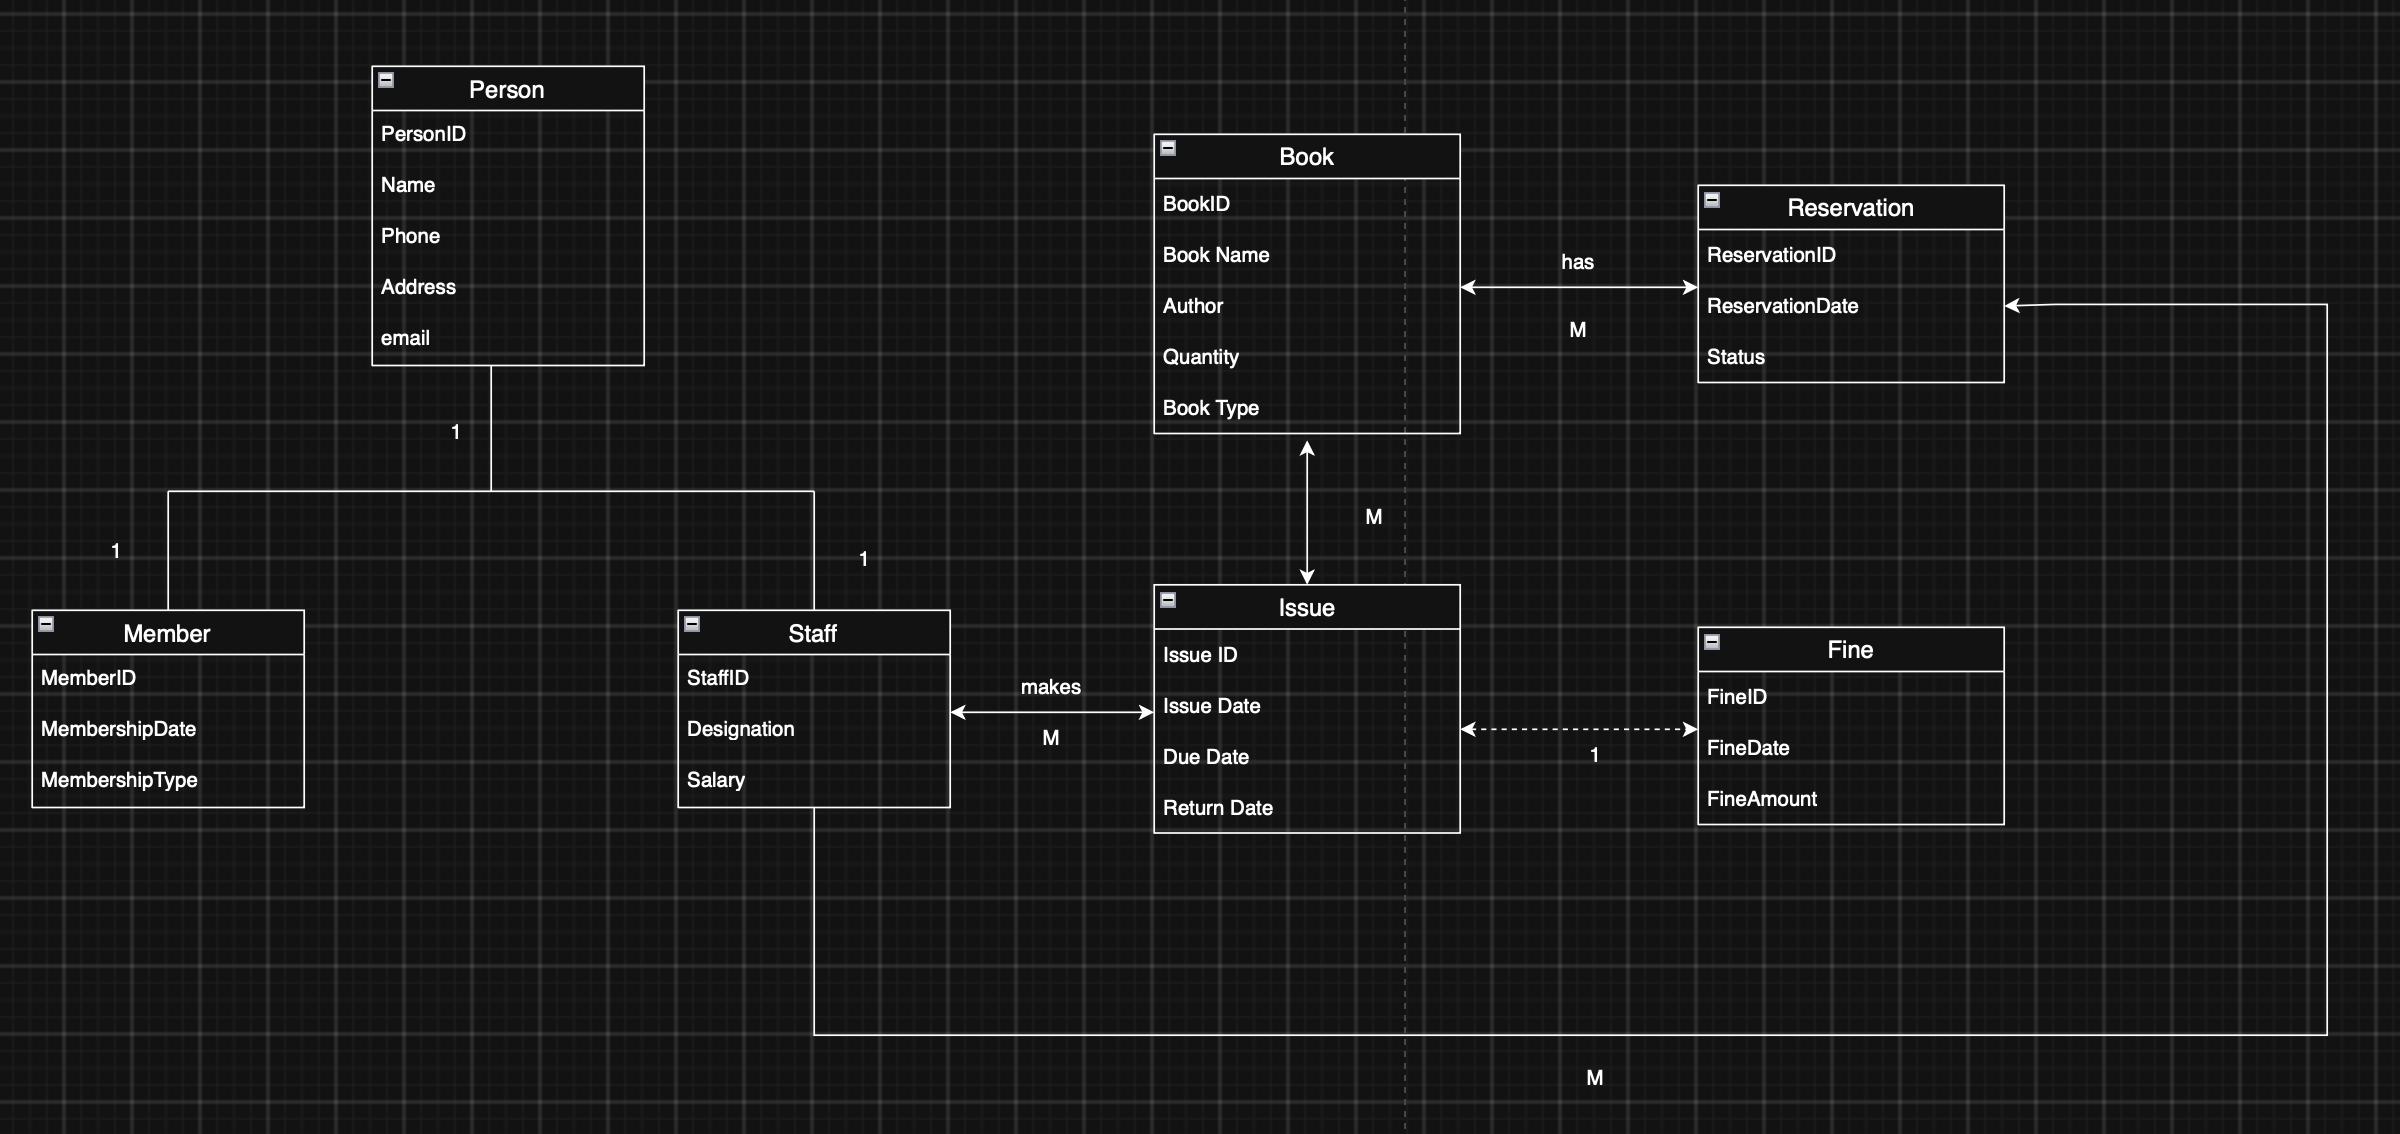 Person
PersonID
Name
Phone
Address
email
1
1
1
Member
MemberID
MembershipDate
MembershipType
Staff
StaffID
Designation
Salary
makes
M
Book
BookID
Book Name
Author
Quantity
Book Type
has
M
Reservation
ReservationID
ReservationDate
Status
M
Issue
Issue ID
Issue Date
Due Date
Return Date
1
Fine
FineID
FineDate
FineAmount
M